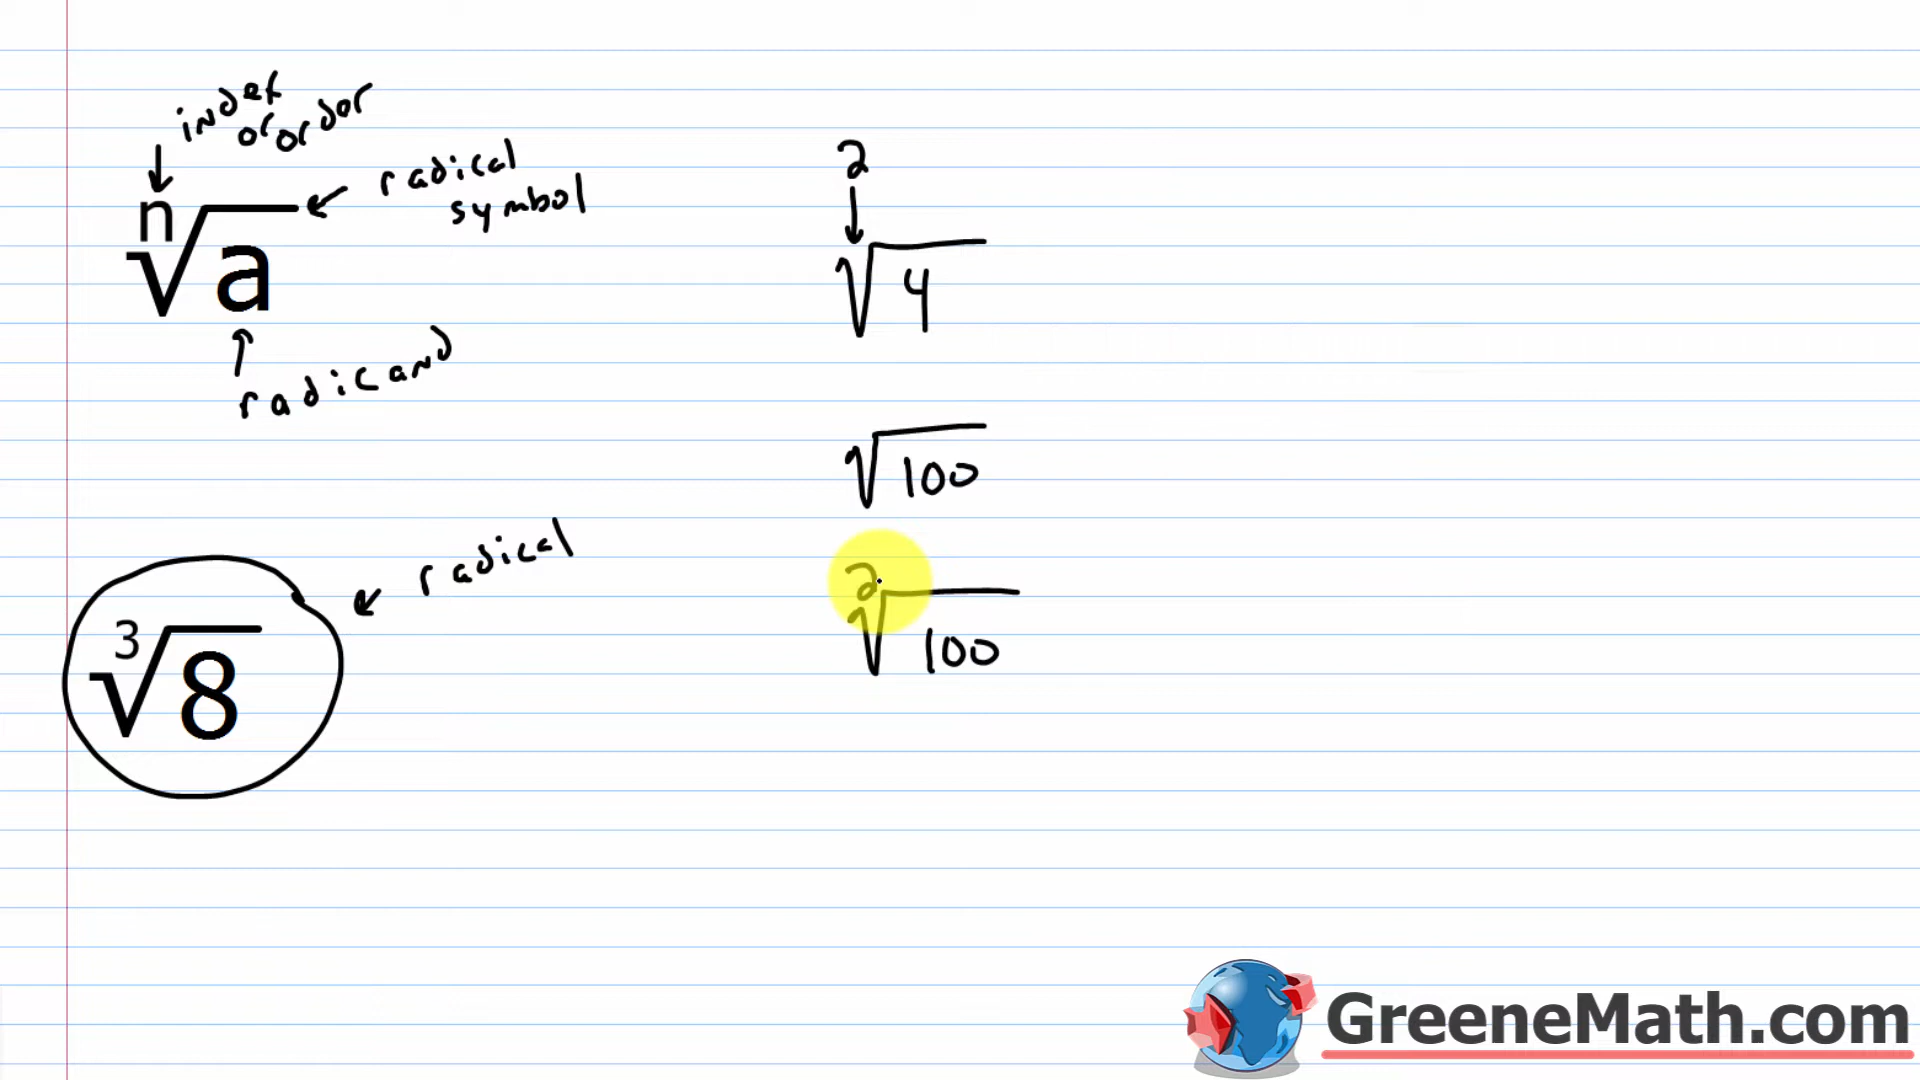 index
or order
n√a
radical
symbol
radicand
2
√4
√100
radical
3√8
2√100
GreeneMath.com